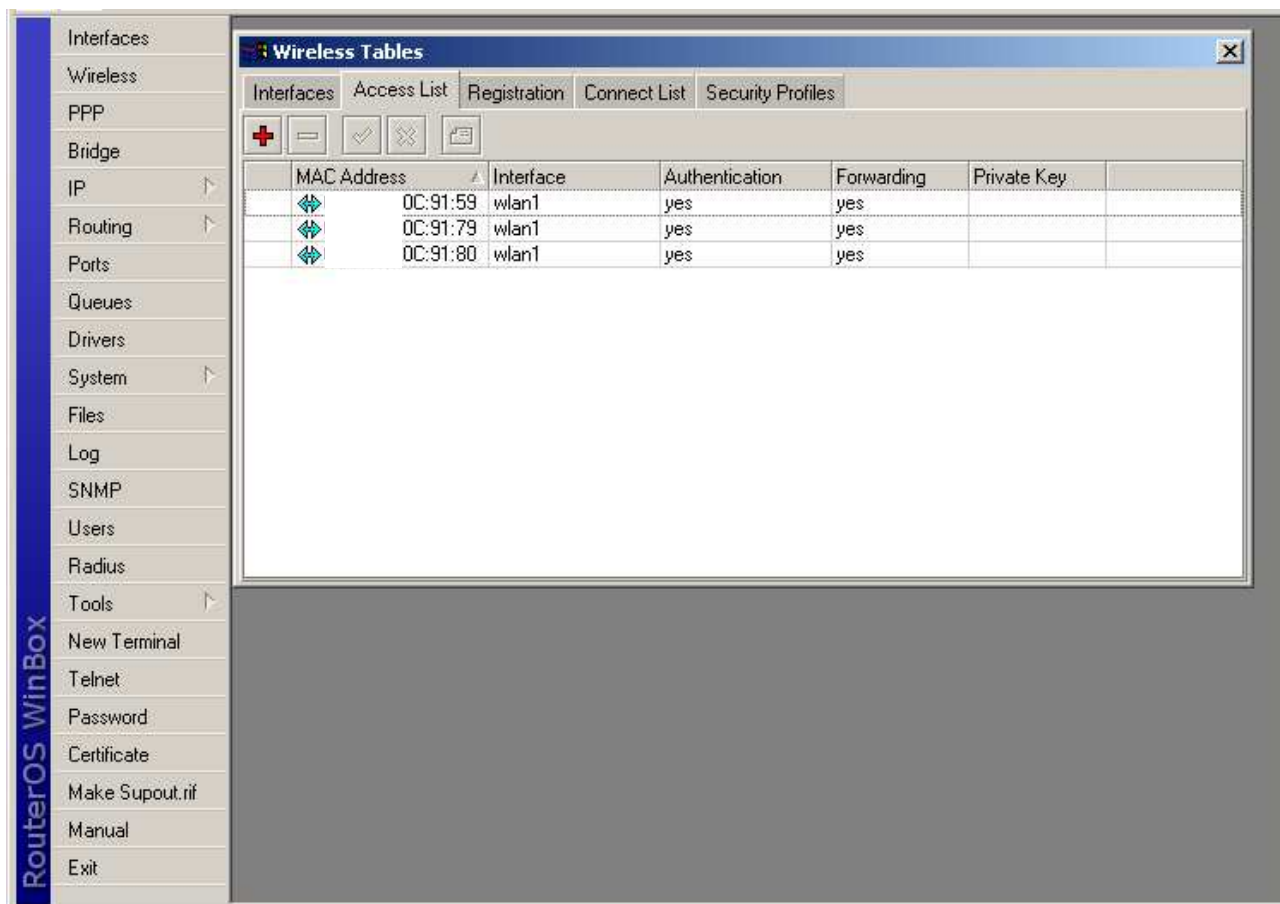 Interfaces
Wireless
PPP
Bridge
IP
Routing
Ports
Queues
Drivers
System
Files
Log
SNMP
Users
Radius
Tools
New Terminal
Telnet
Password
Certificate
Make Supout.rif
Manual
Exit
RouterOS WinBox
Wireless Tables
Interfaces Access List Registration Connect List Security Profiles
MAC Address Interface Authentication Forwarding Private Key
0C:91:59 wlan1 yes yes
0C:91:79 wlan1 yes yes
0C:91:80 wlan1 yes yes